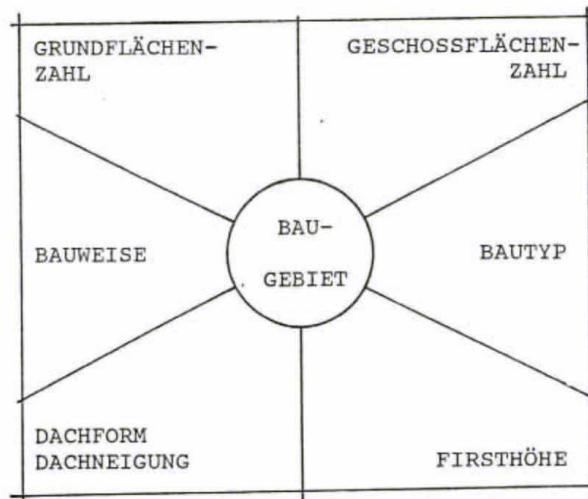 GRUNDFLÄCHEN-
ZAHL
GESCHOSSFLÄCHEN-
ZAHL
BAUWEISE
BAU-
GEBIET
BAUTYP
DACHFORM
DACHNEIGUNG
FIRSTHÖHE